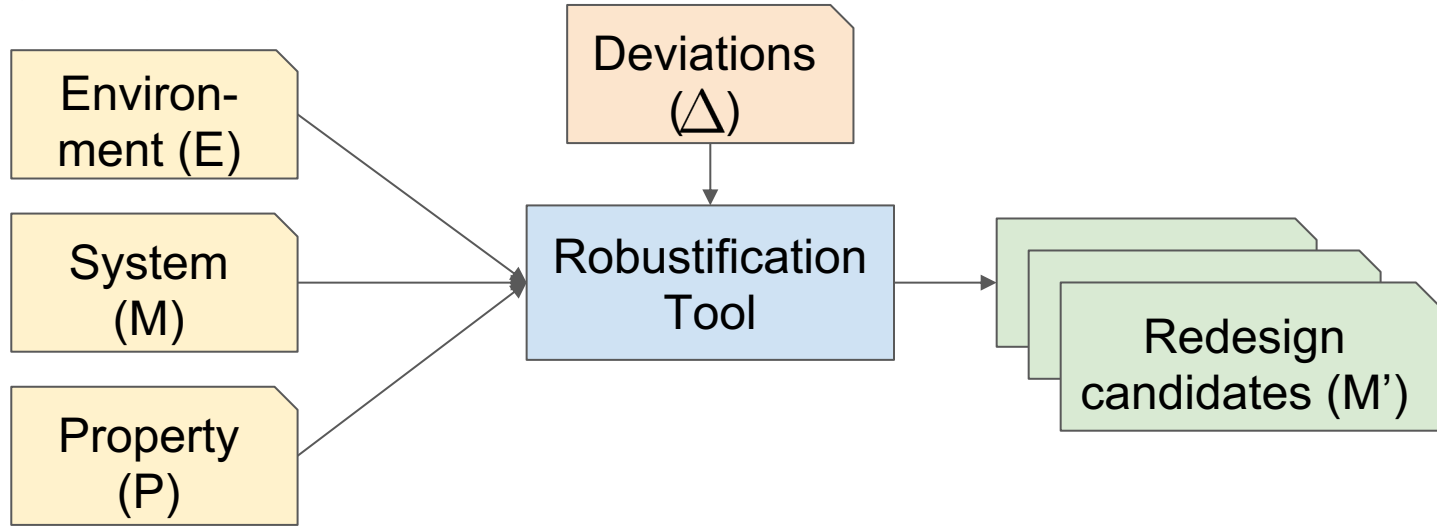 Environ-
ment (E)
System
(M)
Property
(P)
Deviations
(Δ)
Robustification
Tool
Redesign
candidates (M’)